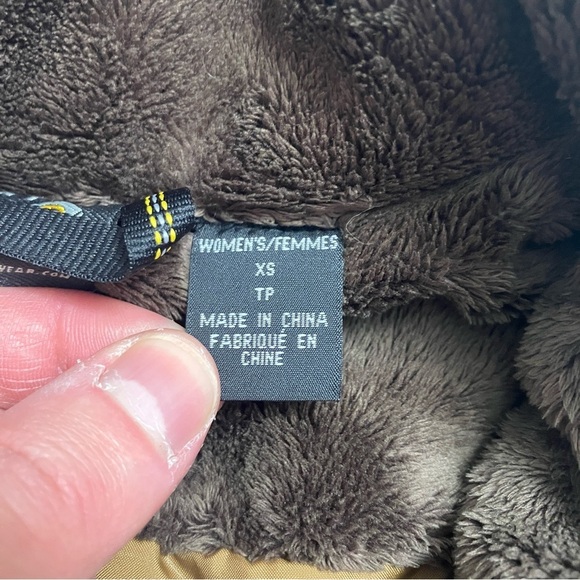 WOMEN'S/FEMMES
XS
TP
MADE IN CHINA
FABRIQUÉ EN
CHINE